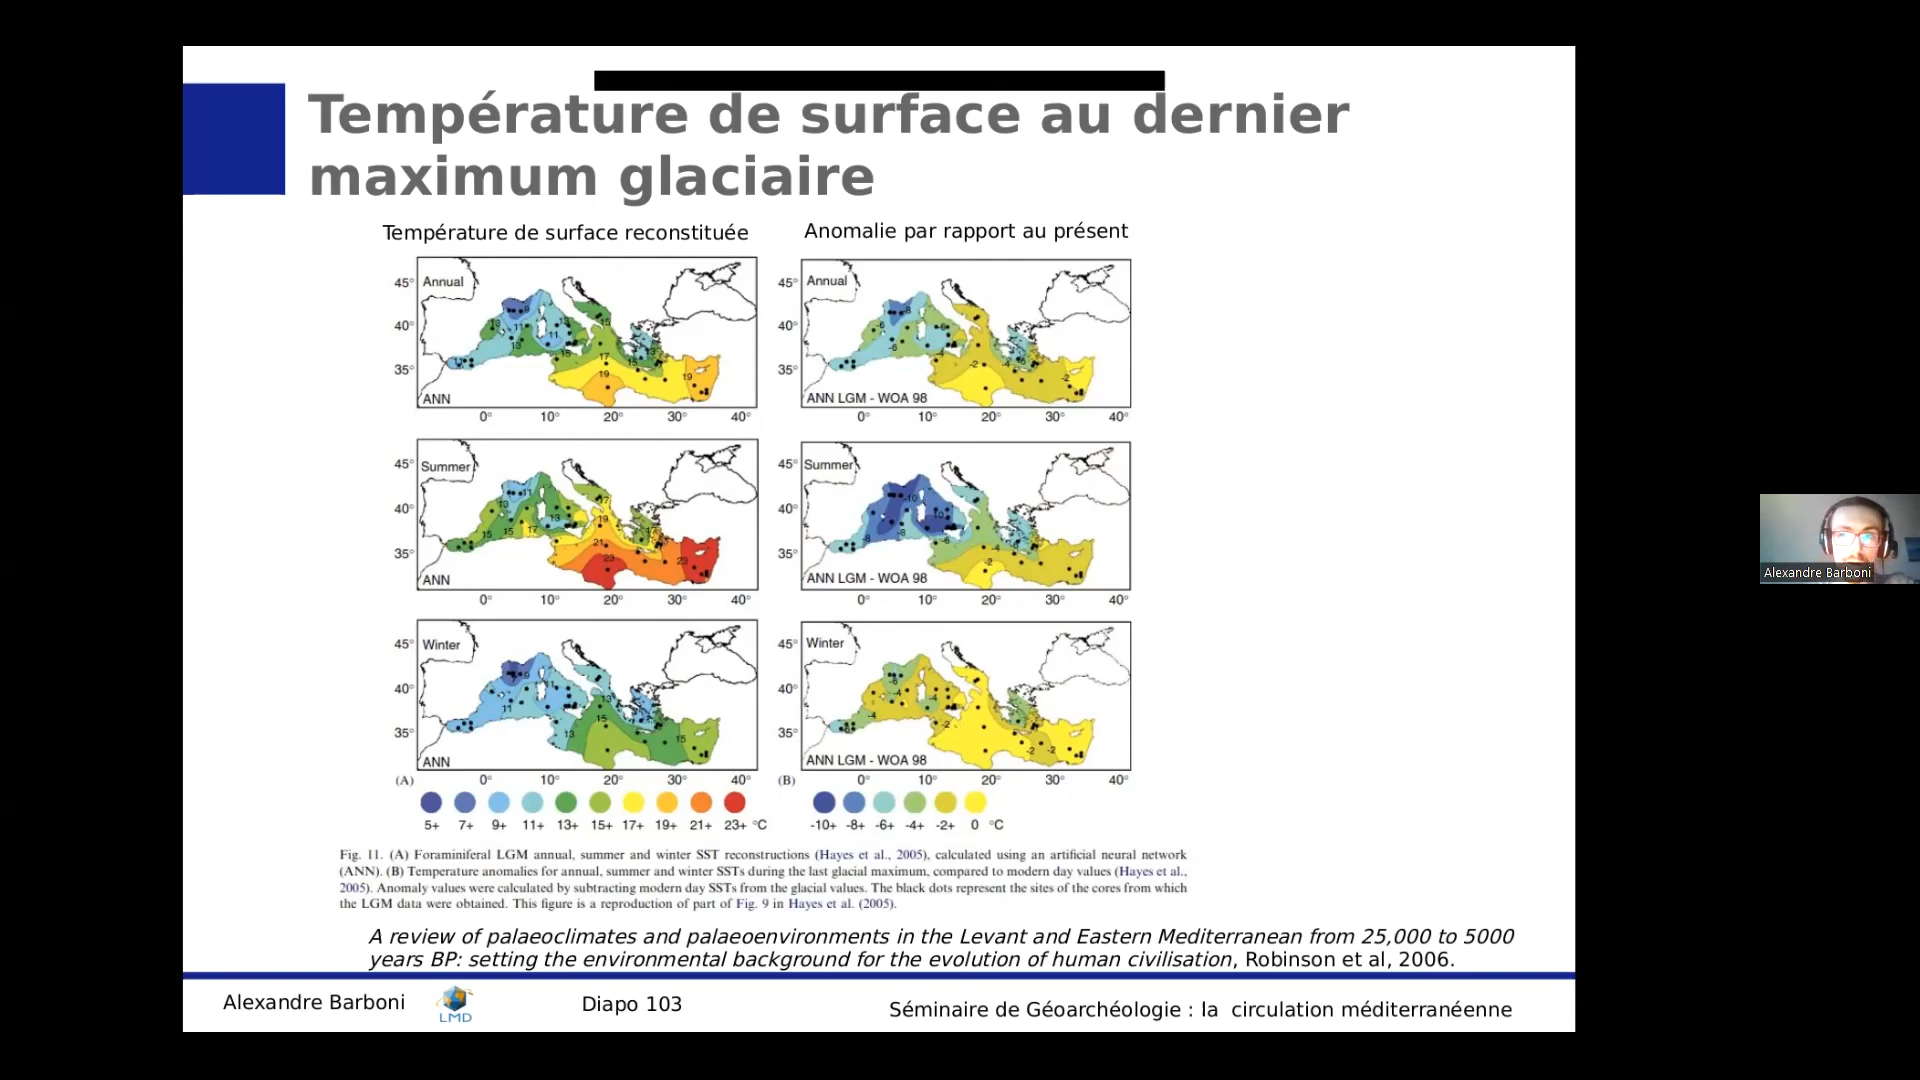 Température de surface au dernier
maximum glaciaire
Température de surface reconstituée
Anomalie par rapport au présent
45° Annual
40°
35°
ANN
0° 10° 20° 30° 40°
45° Annual
40°
35°
ANN LGM - WOA 98
0° 10° 20° 30° 40°
45° Summer
40°
35°
ANN
0° 10° 20° 30° 40°
45° Summer
40°
35°
ANN LGM - WOA 98
0° 10° 20° 30° 40°
45° Winter
40°
35°
ANN
(A) 0° 10° 20° 30° 40°
45° Winter
40°
35°
ANN LGM - WOA 98
(B) 0° 10° 20° 30° 40°
5+ 7+ 9+ 11+ 13+ 15+ 17+ 19+ 21+ 23+ °C
-10+ -8+ -6+ -4+ -2+ 0 °C
Fig. 11. (A) Foraminiferal LGM annual, summer and winter SST reconstructions (Hayes et al., 2005), calculated using an artificial neural network
(ANN). (B) Temperature anomalies for annual, summer and winter SSTs during the last glacial maximum, compared to modern day values (Hayes et al.,
2005). Anomaly values were calculated by subtracting modern day SSTs from the glacial values. The black dots represent the sites of the cores from which
the LGM data were obtained. This figure is a reproduction of part of Fig. 9 in Hayes et al. (2005).
A review of palaeoclimates and palaeoenvironments in the Levant and Eastern Mediterranean from 25,000 to 5000
years BP: setting the environmental background for the evolution of human civilisation, Robinson et al, 2006.
Alexandre Barboni
LMD
Diapo 103
Séminaire de Géoarchéologie : la circulation méditerranéenne
Alexandre Barboni